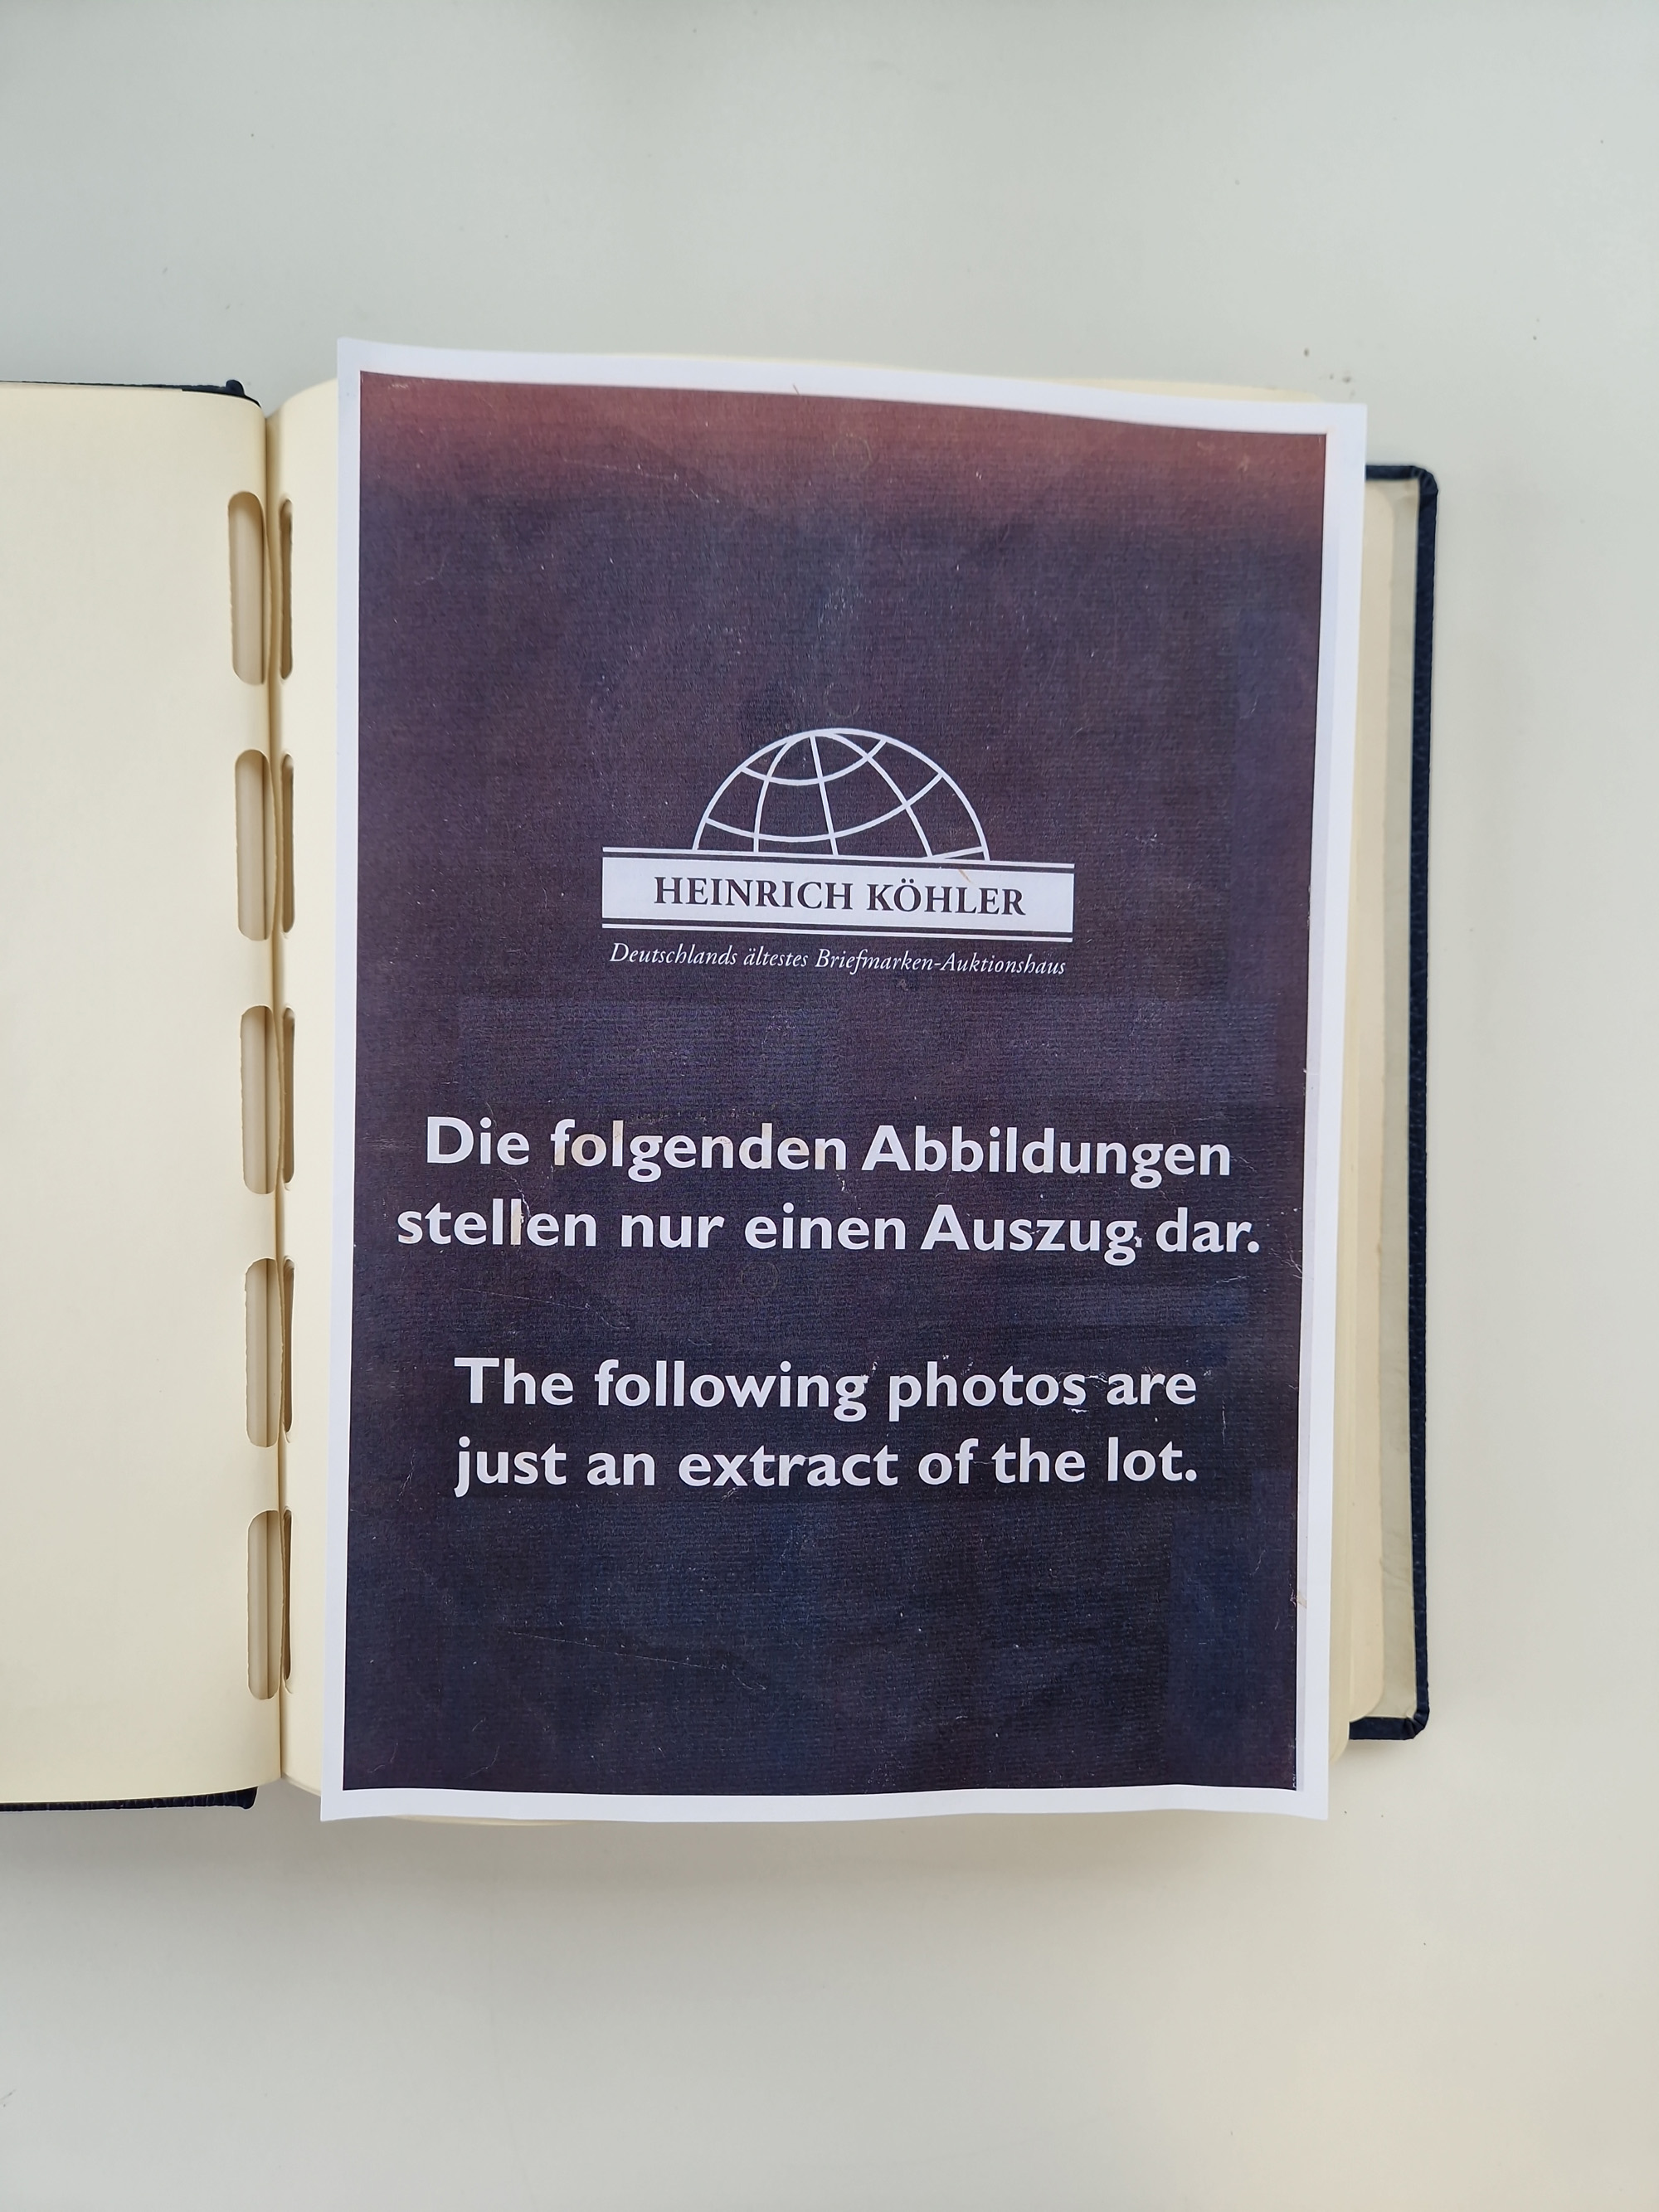 HEINRICH KÖHLER
Deutschlands ältestes Briefmarken-Auktionshaus
Die folgenden Abbildungen
stellen nur einen Auszug dar.
The following photos are
just an extract of the lot.